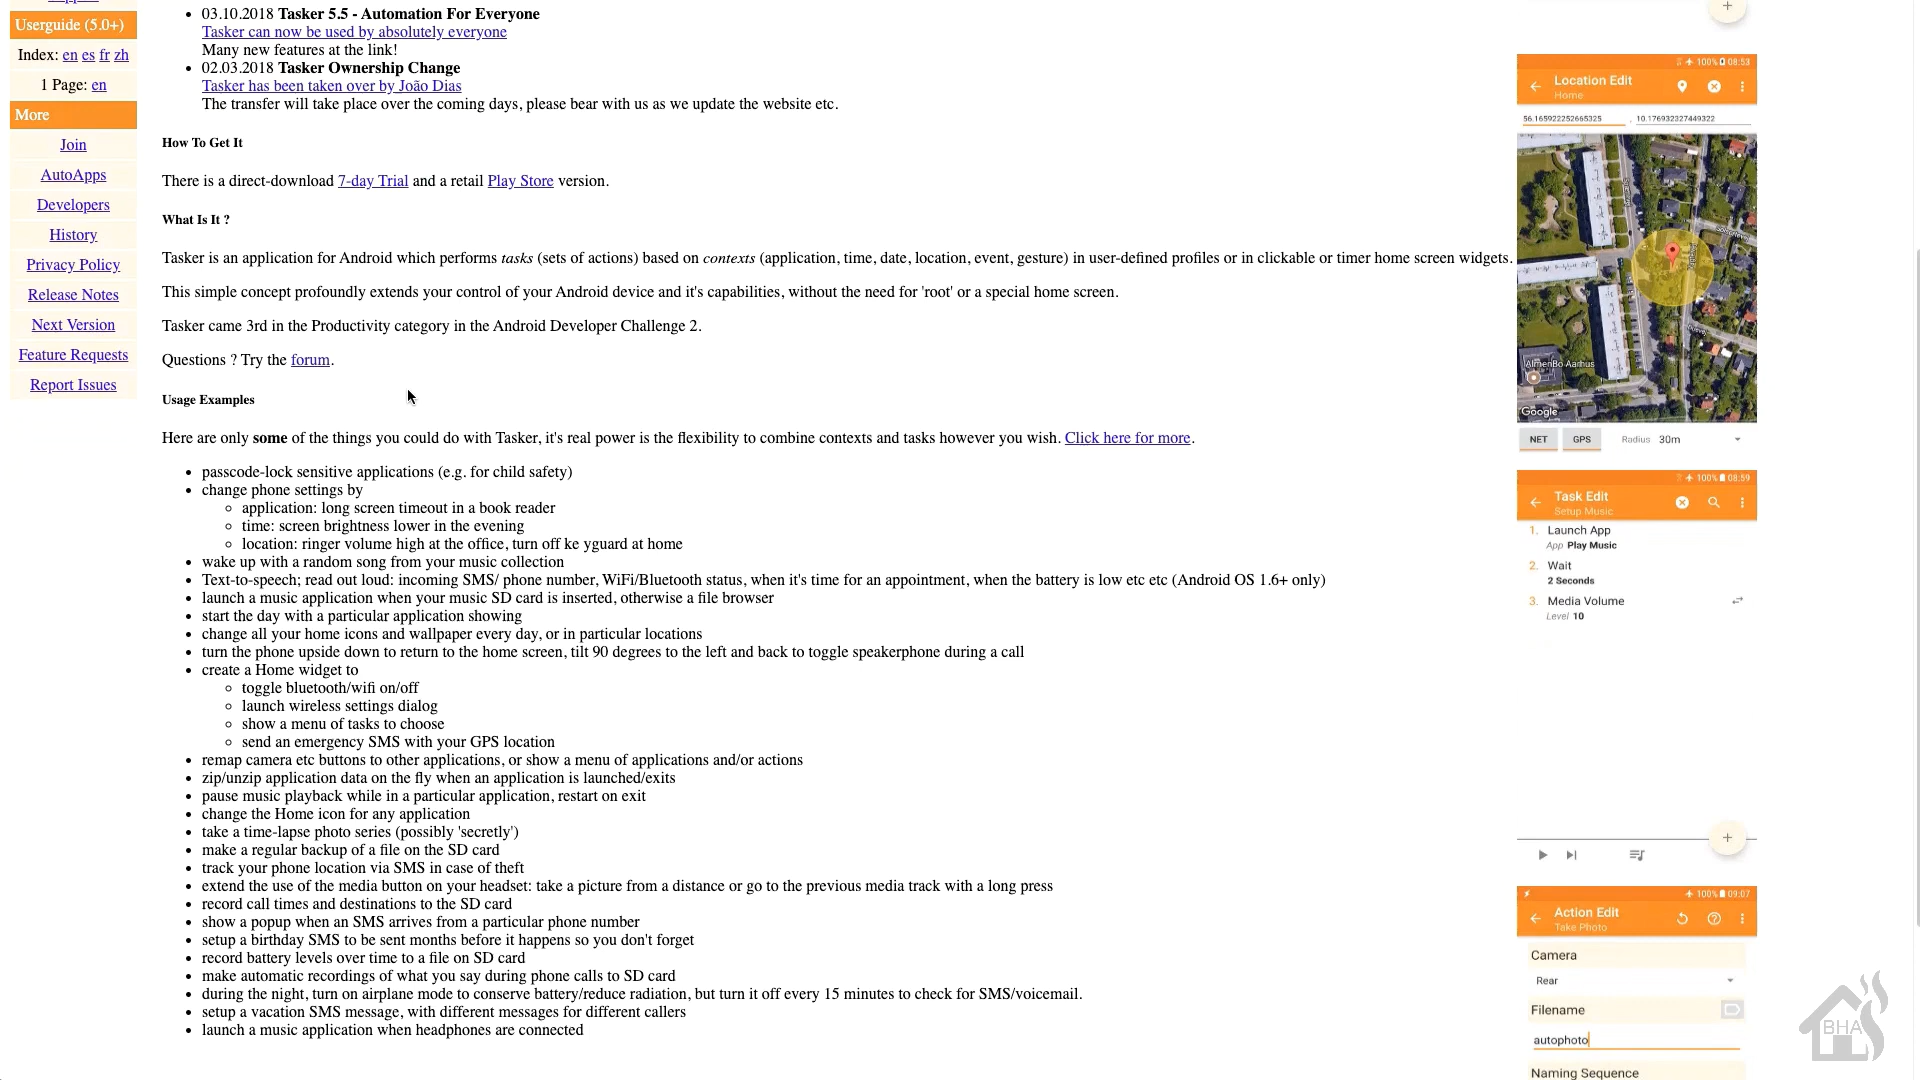 Userguide (5.0+)
Index: en es fr zh
1 Page: en
More
Join
AutoApps
Developers
History
Privacy Policy
Release Notes
Next Version
Feature Requests
Report Issues
03.10.2018 Tasker 5.5 - Automation For Everyone
Tasker can now be used by absolutely everyone
Many new features at the link!
02.03.2018 Tasker Ownership Change
Tasker has been taken over by João Dias
The transfer will take place over the coming days, please bear with us as we update the website etc.
How To Get It
There is a direct-download 7-day Trial and a retail Play Store version.
What Is It ?
Tasker is an application for Android which performs tasks (sets of actions) based on contexts (application, time, date, location, event, gesture) in user-defined profiles or in clickable or timer home screen widgets.
This simple concept profoundly extends your control of your Android device and it's capabilities, without the need for 'root' or a special home screen.
Tasker came 3rd in the Productivity category in the Android Developer Challenge 2.
Questions ? Try the forum.
Usage Examples
Here are only some of the things you could do with Tasker, it's real power is the flexibility to combine contexts and tasks however you wish. Click here for more.
passcode-lock sensitive applications (e.g. for child safety)
change phone settings by
application: long screen timeout in a book reader
time: screen brightness lower in the evening
location: ringer volume high at the office, turn off ke yguard at home
wake up with a random song from your music collection
Text-to-speech; read out loud: incoming SMS/ phone number, WiFi/Bluetooth status, when it's time for an appointment, when the battery is low etc etc (Android OS 1.6+ only)
launch a music application when your music SD card is inserted, otherwise a file browser
start the day with a particular application showing
change all your home icons and wallpaper every day, or in particular locations
turn the phone upside down to return to the home screen, tilt 90 degrees to the left and back to toggle speakerphone during a call
create a Home widget to
toggle bluetooth/wifi on/off
launch wireless settings dialog
show a menu of tasks to choose
send an emergency SMS with your GPS location
remap camera etc buttons to other applications, or show a menu of applications and/or actions
zip/unzip application data on the fly when an application is launched/exits
pause music playback while in a particular application, restart on exit
change the Home icon for any application
take a time-lapse photo series (possibly 'secretly')
make a regular backup of a file on the SD card
track your phone location via SMS in case of theft
extend the use of the media button on your headset: take a picture from a distance or go to the previous media track with a long press
record call times and destinations to the SD card
show a popup when an SMS arrives from a particular phone number
setup a birthday SMS to be sent months before it happens so you don't forget
record battery levels over time to a file on SD card
make automatic recordings of what you say during phone calls to SD card
during the night, turn on airplane mode to conserve battery/reduce radiation, but turn it off every 15 minutes to check for SMS/voicemail.
setup a vacation SMS message, with different messages for different callers
launch a music application when headphones are connected
100% 08:53
Location Edit
Home
56.165922252665325 , 10.176932327449322
AlmenBo Aarhus
Google
NET GPS Radius 30m
100% 08:59
Task Edit
Setup Music
1. Launch App
App Play Music
2. Wait
2 Seconds
3. Media Volume
Level 10
100% 09:07
Action Edit
Take Photo
Camera
Rear
Filename
autophoto
Naming Sequence
BHA